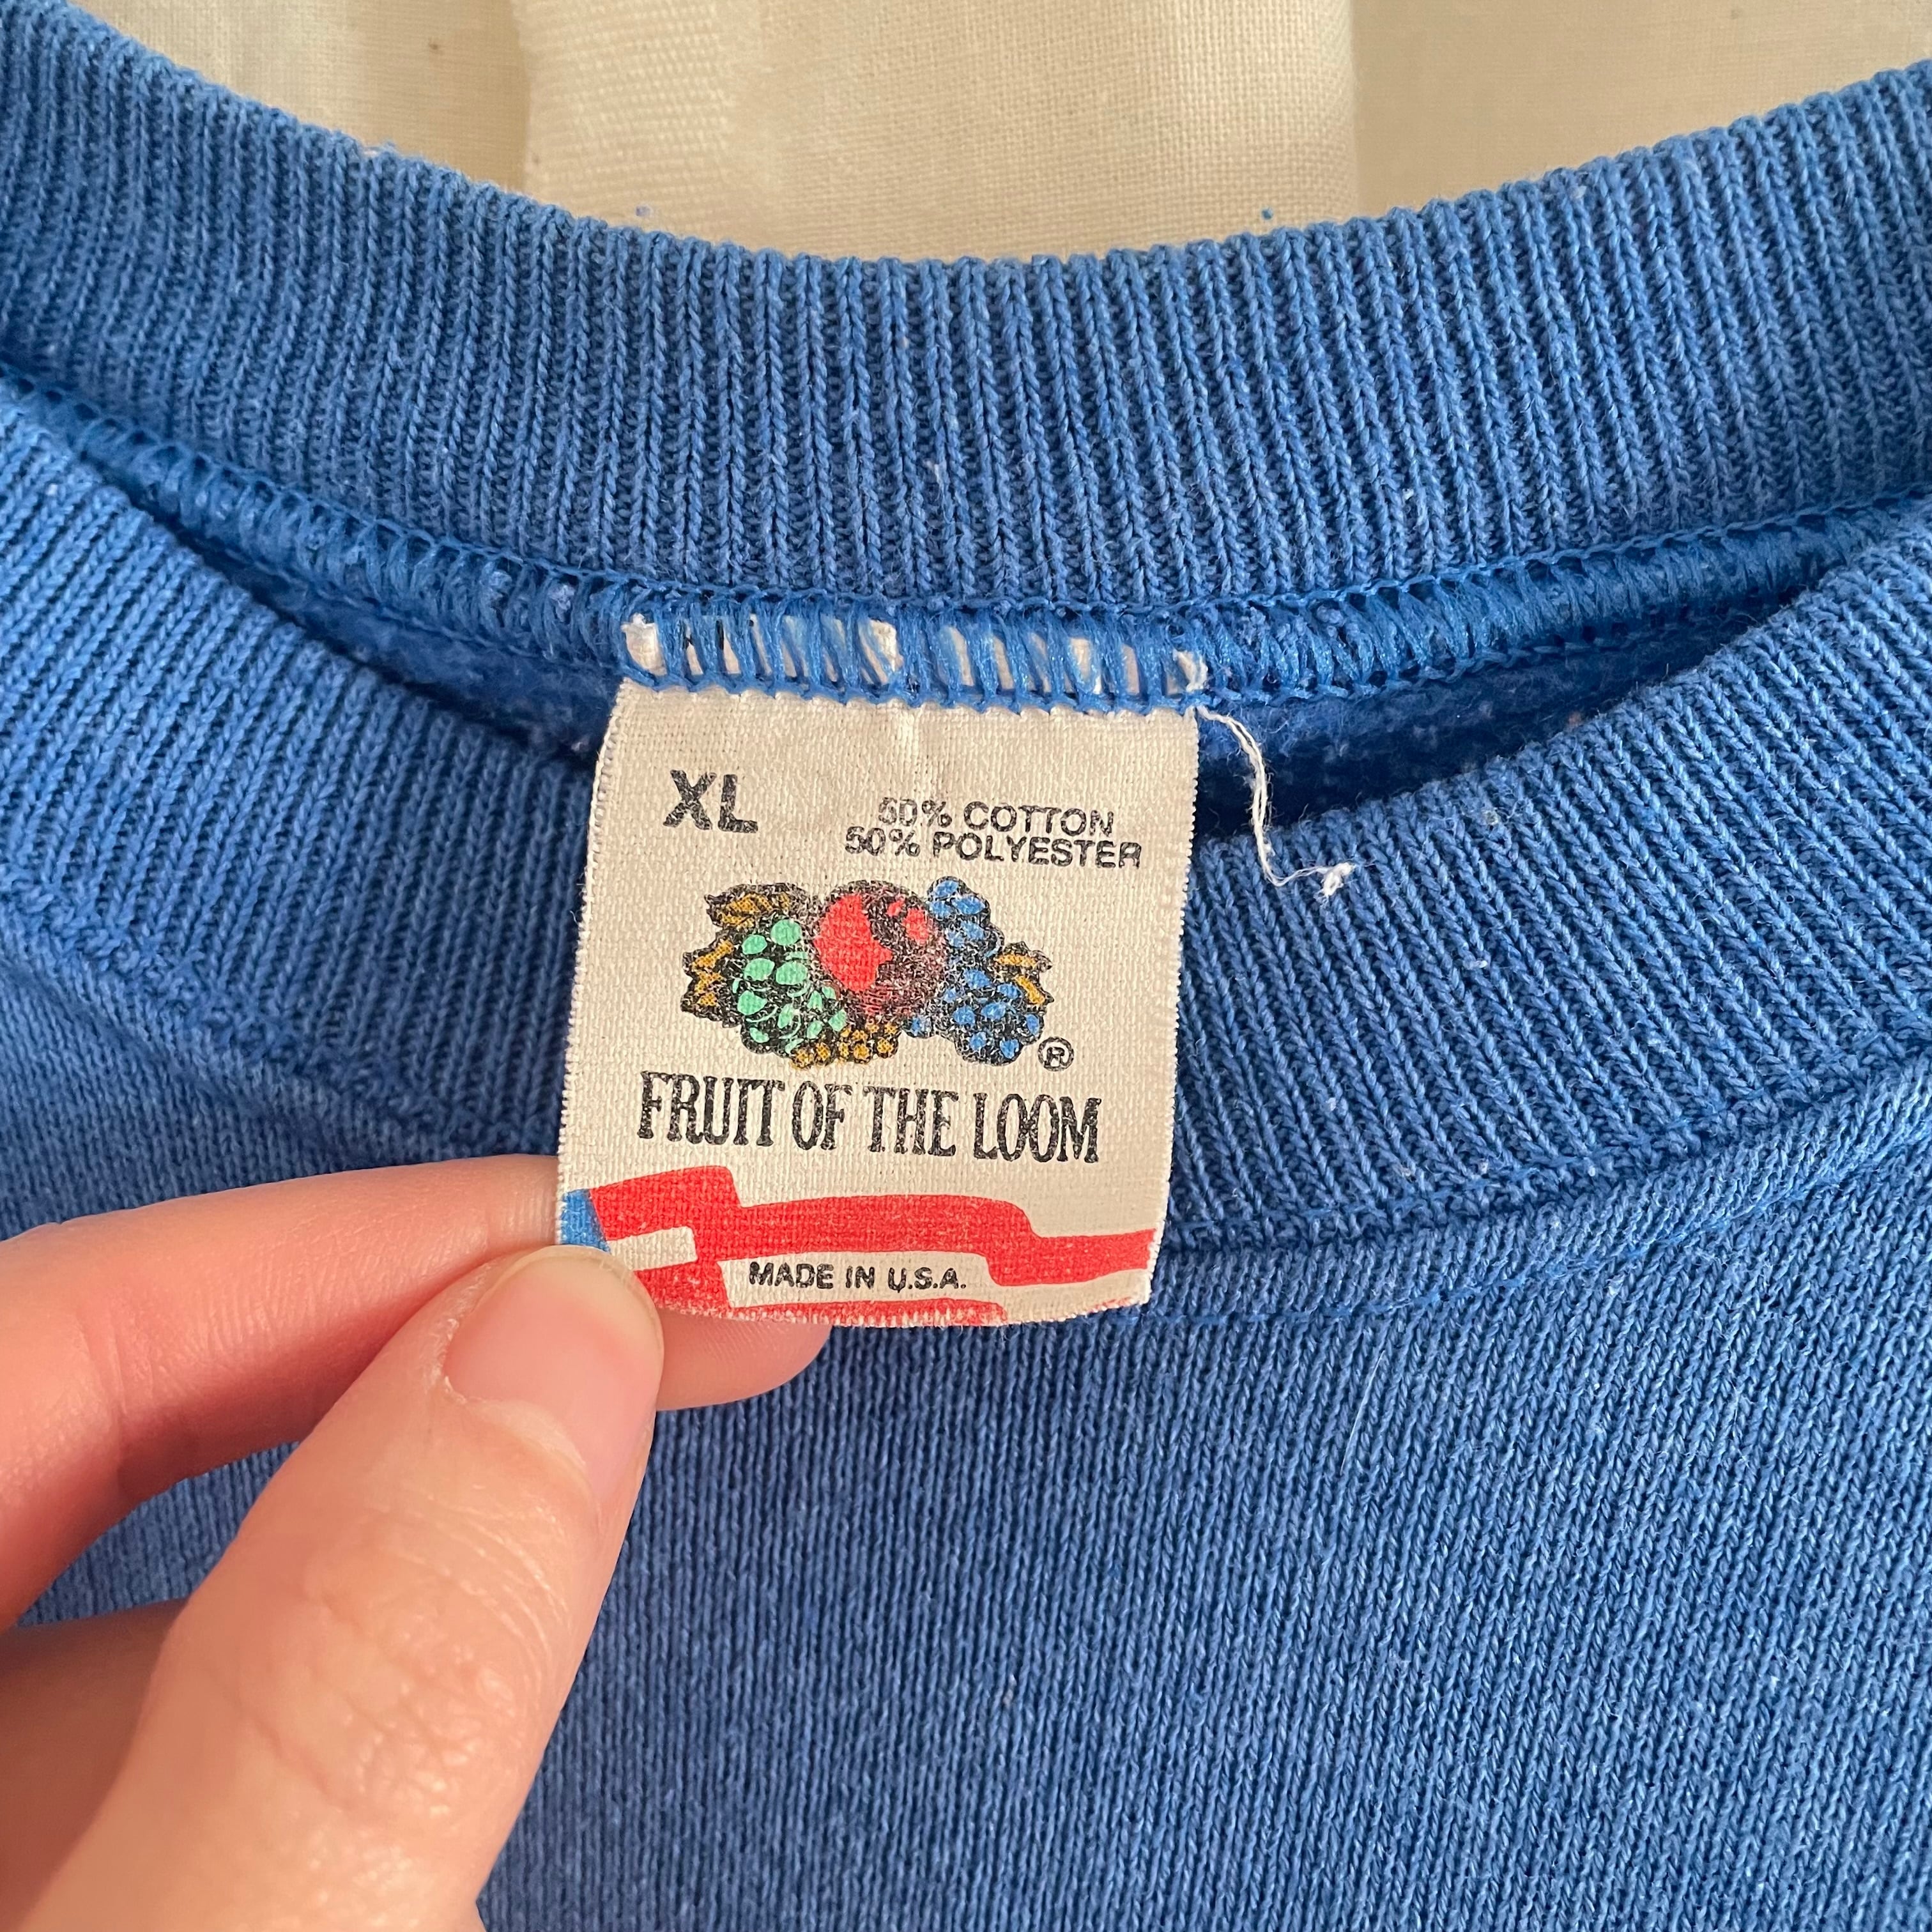 XL
50% COTTON
50% POLYESTER
®
FRUIT OF THE LOOM
MADE IN U.S.A.